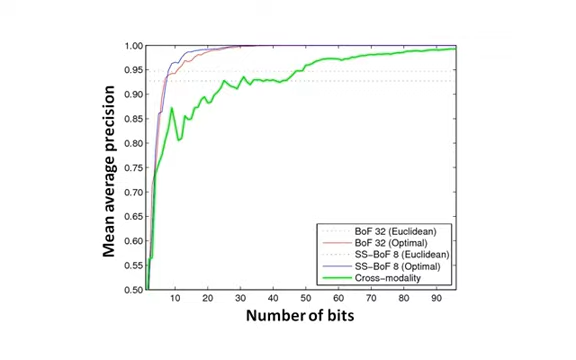 Mean average precision
1.00
0.95
0.90
0.85
0.80
0.75
0.70
0.65
0.60
0.55
0.50
BoF 32 (Euclidean)
BoF 32 (Optimal)
SS−BoF 8 (Euclidean)
SS−BoF 8 (Optimal)
Cross−modality
10 20 30 40 50 60 70 80 90
Number of bits